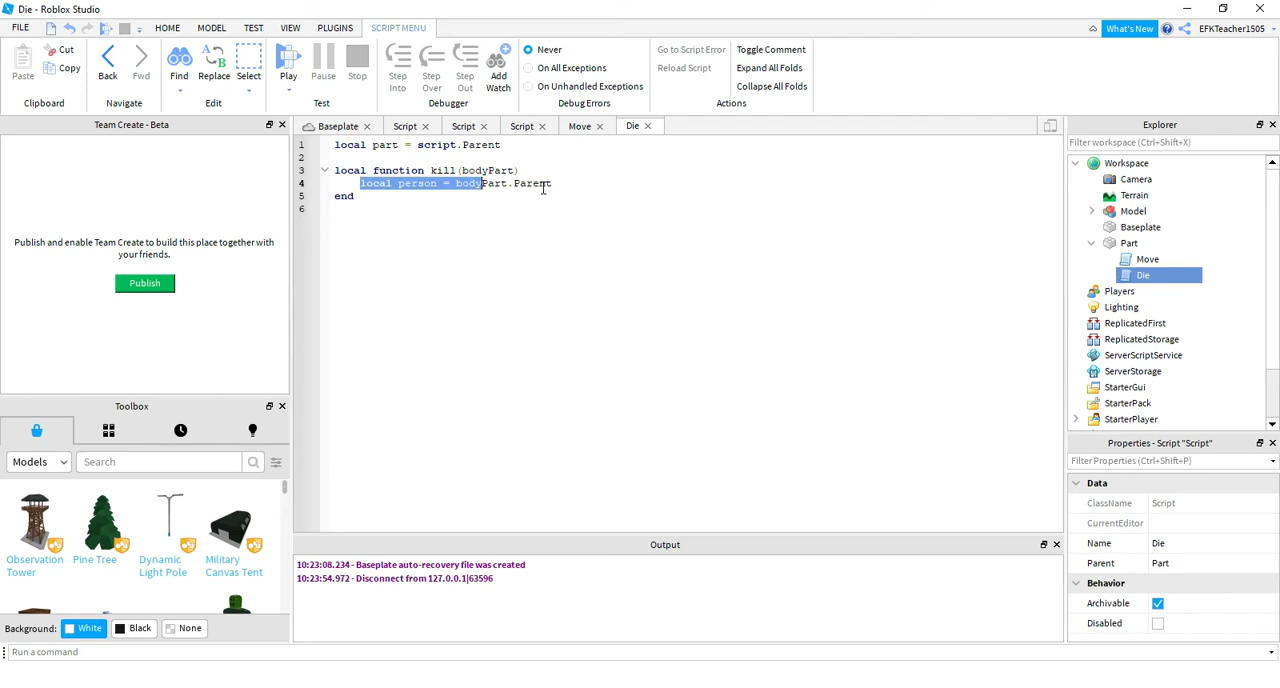 Die - Roblox Studio
FILE HOME MODEL TEST VIEW PLUGINS SCRIPT MENU What's New EFKTeacher1505
Paste Cut Copy Back Fwd Find Replace Select Play Pause Stop Step Into Step Over Step Out Add Watch
Never
On All Exceptions
On Unhandled Exceptions
Go to Script Error
Reload Script
Toggle Comment
Expand All Folds
Collapse All Folds
Clipboard Navigate Edit Test Debugger Debug Errors Actions
Team Create - Beta
Publish and enable Team Create to build this place together with
your friends.
Publish
Toolbox
Models Search
Observation Tower
Pine Tree
Dynamic Light Pole
Military Canvas Tent
Background: White Black None
Run a command
Baseplate Script Script Script Move Die
1 local part = script.Parent
2
3 local function kill(bodyPart)
4 local person = bodyPart.Parent
5 end
6
Output
10:23:08.234 - Baseplate auto-recovery file was created
10:23:54.972 - Disconnect from 127.0.0.1|63596
Explorer
Filter workspace (Ctrl+Shift+X)
Workspace
Camera
Terrain
Model
Baseplate
Part
Move
Die
Players
Lighting
ReplicatedFirst
ReplicatedStorage
ServerScriptService
ServerStorage
StarterGui
StarterPack
StarterPlayer
Properties - Script "Script"
Filter Properties (Ctrl+Shift+P)
Data
ClassName Script
CurrentEditor
Name Die
Parent Part
Behavior
Archivable
Disabled